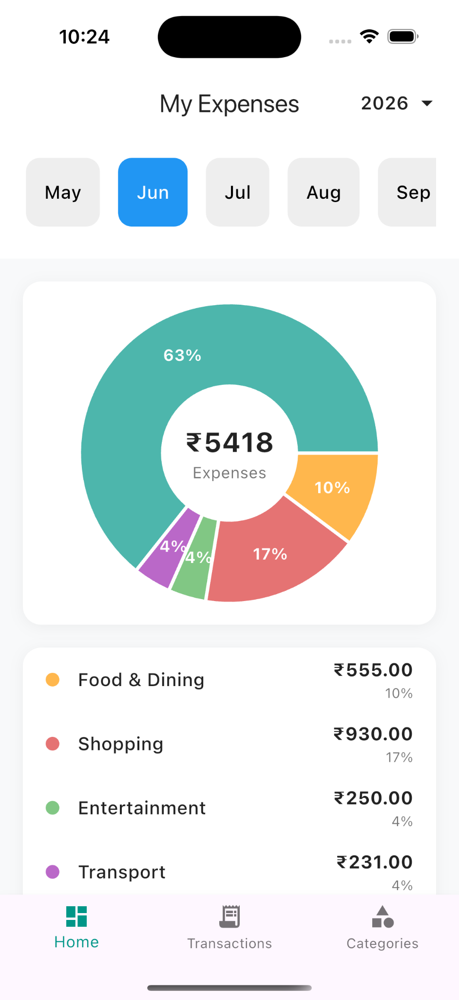 10:24
My Expenses
2026
May
Jun
Jul
Aug
Sep
63%
₹5418
Expenses
10%
4%
4%
17%
Food & Dining
₹555.00
10%
Shopping
₹930.00
17%
Entertainment
₹250.00
4%
Transport
₹231.00
4%
Home
Transactions
Categories